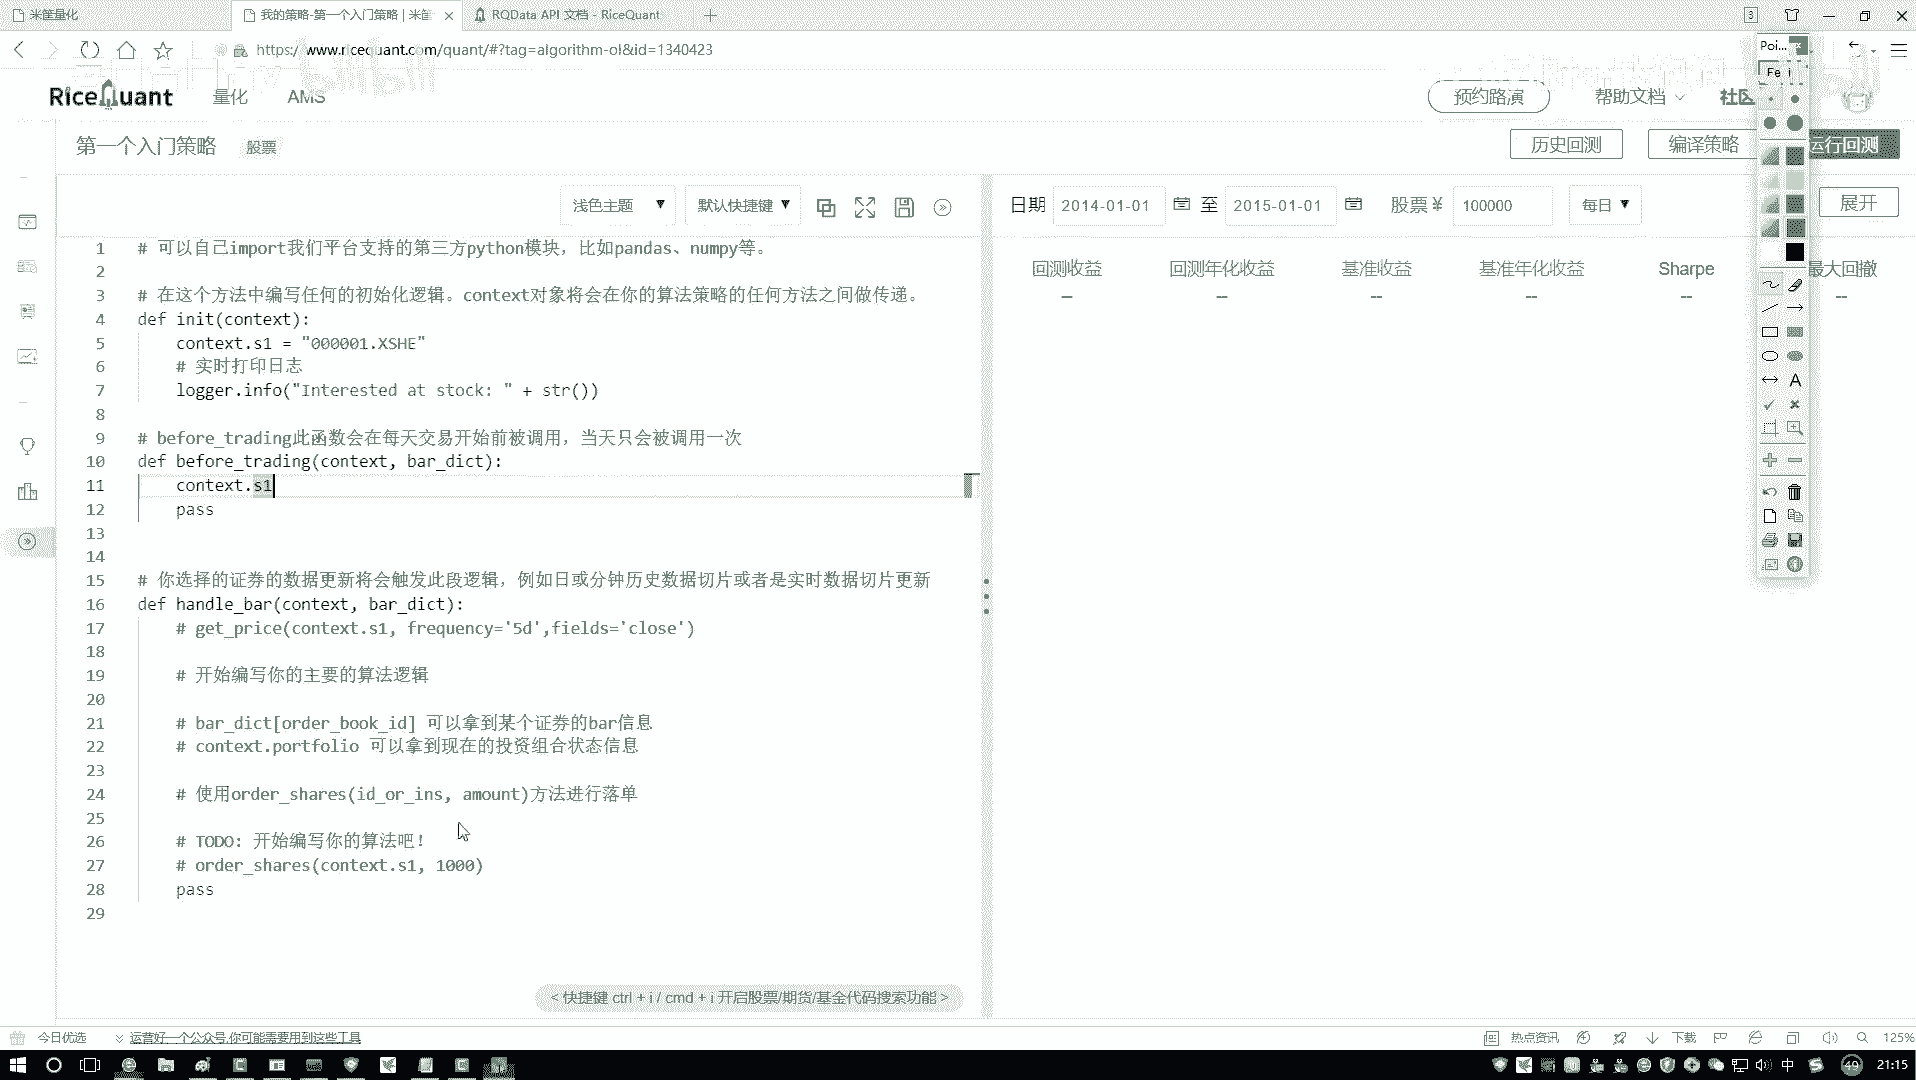 米筐量化
我的策略-第一个入门策略 | 米筐
RQData API 文档 - RiceQuant
3
https://www.ricequant.com/quant/#?tag=algorithm-ol&id=1340423
RiceQuant
量化
AMS
预约路演
帮助文档
社区
第一个入门策略
股票
历史回测
编译策略
运行回测
浅色主题
默认快捷键
日期
2014-01-01
至
2015-01-01
股票¥
100000
每日
展开
回测收益
回测年化收益
基准收益
基准年化收益
Sharpe
最大回撤
--
--
--
--
--
--
1 # 可以自己import我们平台支持的第三方python模块，比如pandas、numpy等。
2
3 # 在这个方法中编写任何的初始化逻辑。context对象将会在你的算法策略的任何方法之间做传递。
4 def init(context):
5 context.s1 = "000001.XSHE"
6 # 实时打印日志
7 logger.info("Interested at stock: " + str())
8
9 # before_trading此函数会在每天交易开始前被调用，当天只会被调用一次
10 def before_trading(context, bar_dict):
11 context.s1
12 pass
13
14
15 # 你选择的证券的数据更新将会触发此段逻辑，例如日或分钟历史数据切片或者是实时数据切片更新
16 def handle_bar(context, bar_dict):
17 # get_price(context.s1, frequency='5d',fields='close')
18
19 # 开始编写你的主要的算法逻辑
20
21 # bar_dict[order_book_id] 可以拿到某个证券的bar信息
22 # context.portfolio 可以拿到现在的投资组合状态信息
23
24 # 使用order_shares(id_or_ins, amount)方法进行落单
25
26 # TODO: 开始编写你的算法吧！
27 # order_shares(context.s1, 1000)
28 pass
29
< 快捷键 ctrl + i / cmd + i 开启股票/期货/基金代码搜索功能 >
Poi...
A
今日优选
运营好一个公众号,你可能需要用到这些工具
热点资讯
下载
125%
中
49
21:15